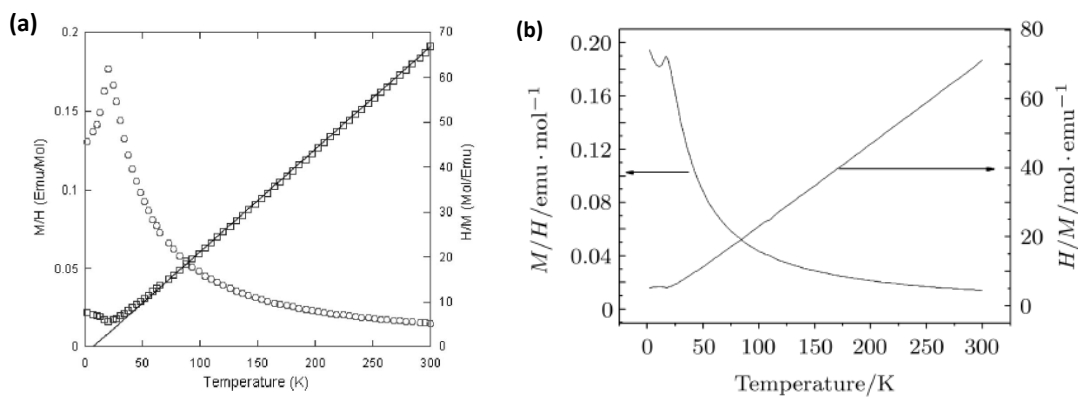 (a)
0.2
0.15
0.1
0.05
0
M/H (Emu/Mol)
70
60
50
40
30
20
10
0
H/M (Mol/Emu)
0 50 100 150 200 250 300
Temperature (K)
(b)
0.20
0.16
0.12
0.08
0.04
0
M/H/emu · mol⁻¹
80
60
40
20
0
H/M/mol · emu⁻¹
0 50 100 150 200 250 300
Temperature/K